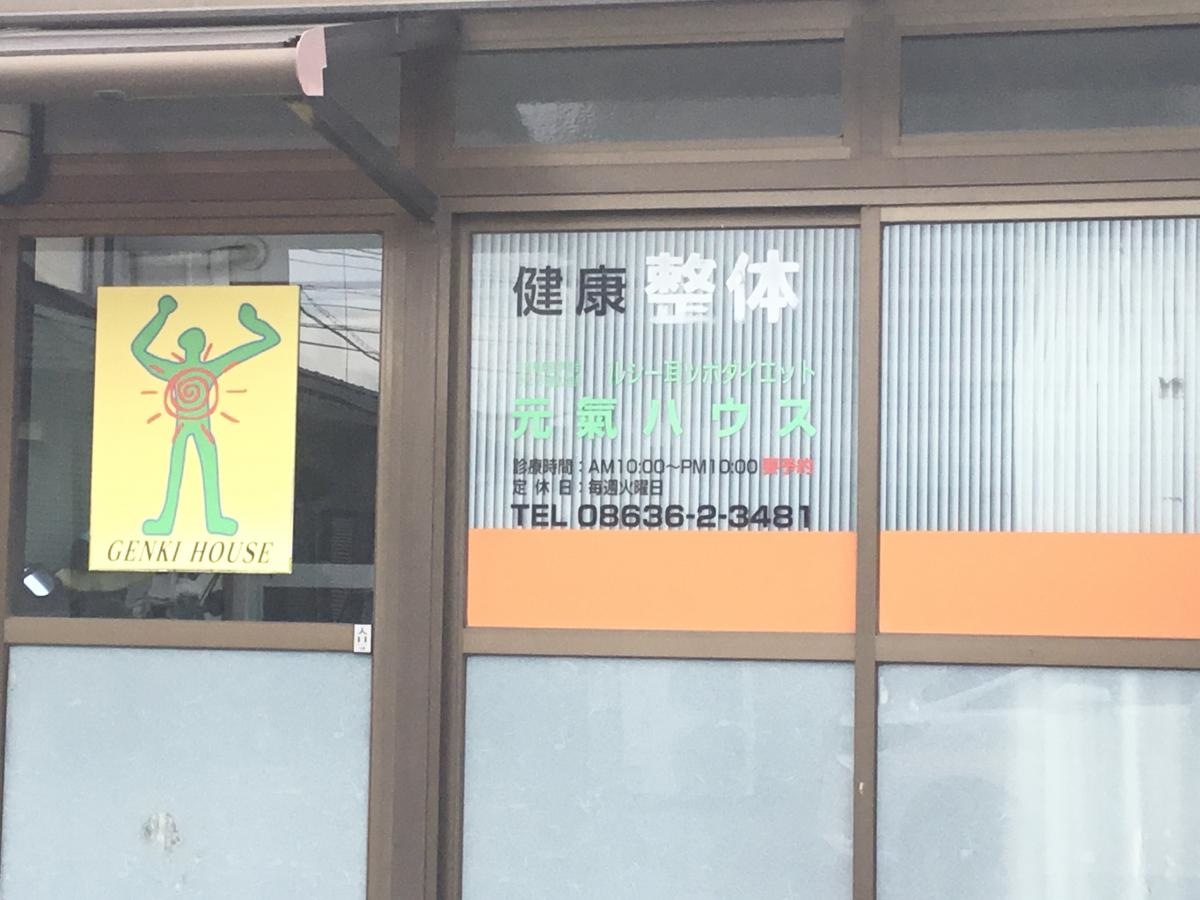 健康 整体
ルシー耳ツボダイエット
元氣ハウス
診療時間：AM10:00～PM10:00 要予約
定休日：毎週火曜日
TEL 08636-2-3481
GENKI HOUSE
入口